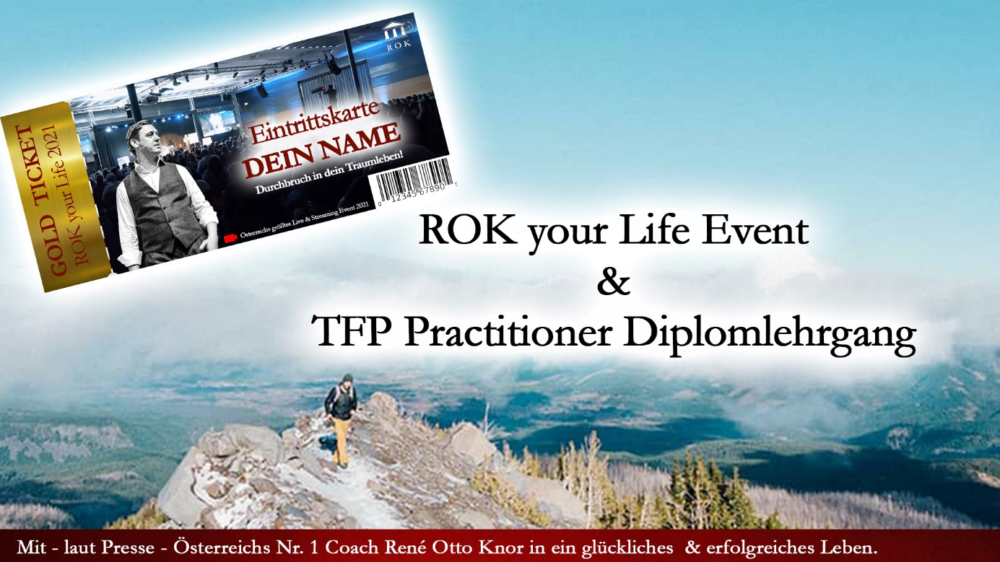 GOLD TICKET
ROK your Life 2021
ROK
Eintrittskarte
DEIN NAME
Durchbruch in dein Traumleben!
Österreichs größtes Live & Streaming Event 2021
0 12345 67890 5
ROK your Life Event
&
TFP Practitioner Diplomlehrgang
Mit - laut Presse - Österreichs Nr. 1 Coach René Otto Knor in ein glückliches & erfolgreiches Leben.